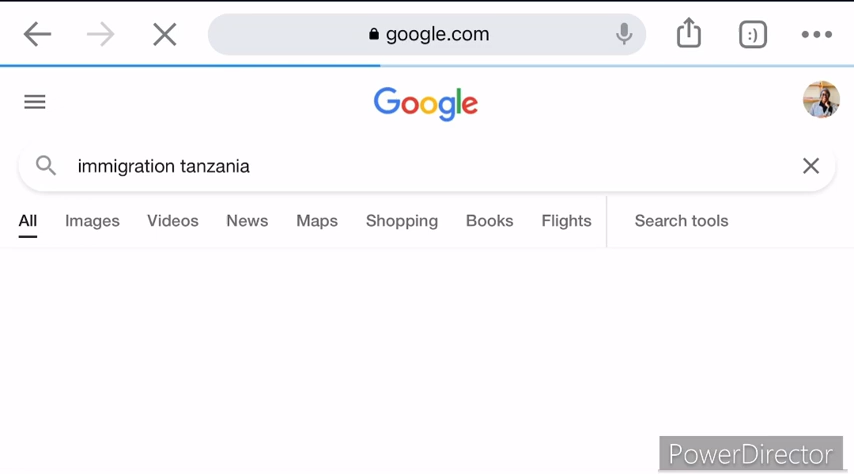 google.com
:)
Google
immigration tanzania
All Images Videos News Maps Shopping Books Flights Search tools
PowerDirector